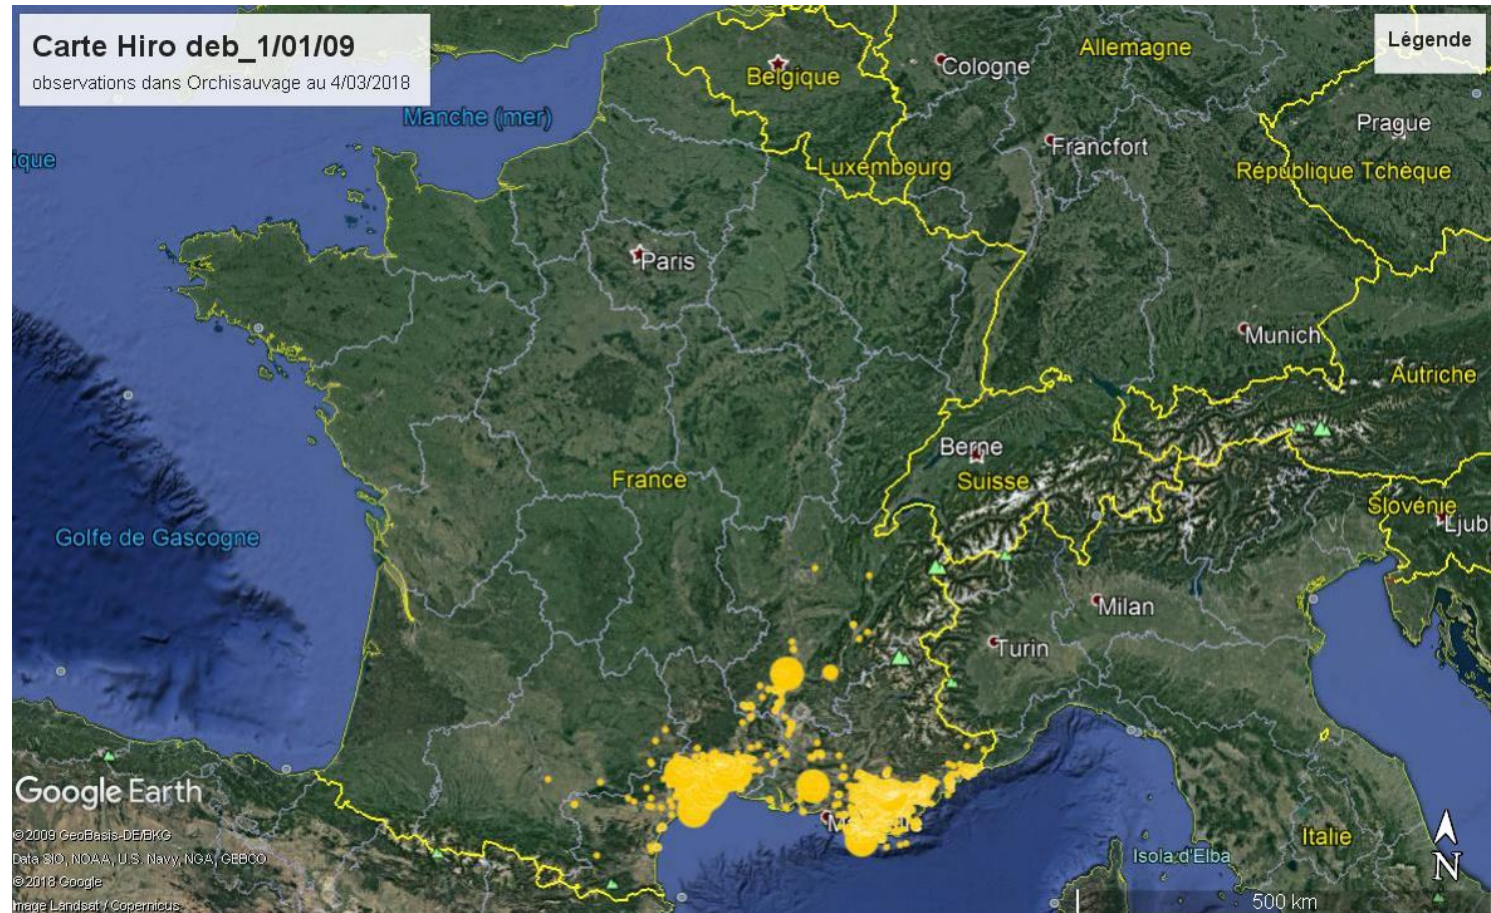 Carte Hiro deb_1/01/09
observations dans Orchisauvage au 4/03/2018
Légende
Allemagne
Cologne
Belgique
Manche (mer)
Prague
Francfort
ique
Luxembourg
République Tchèque
Paris
Munich
Autriche
Berne
France
Suisse
Slovénie
Ljubl
Golfe de Gascogne
Milan
Turin
Google Earth
©2009 GeoBasis-DE/BKG
Data SIO, NOAA, U.S. Navy, NGA, GEBCO
©2018 Google
Image Landsat / Copernicus
Italie
Isola d'Elba
N
500 km